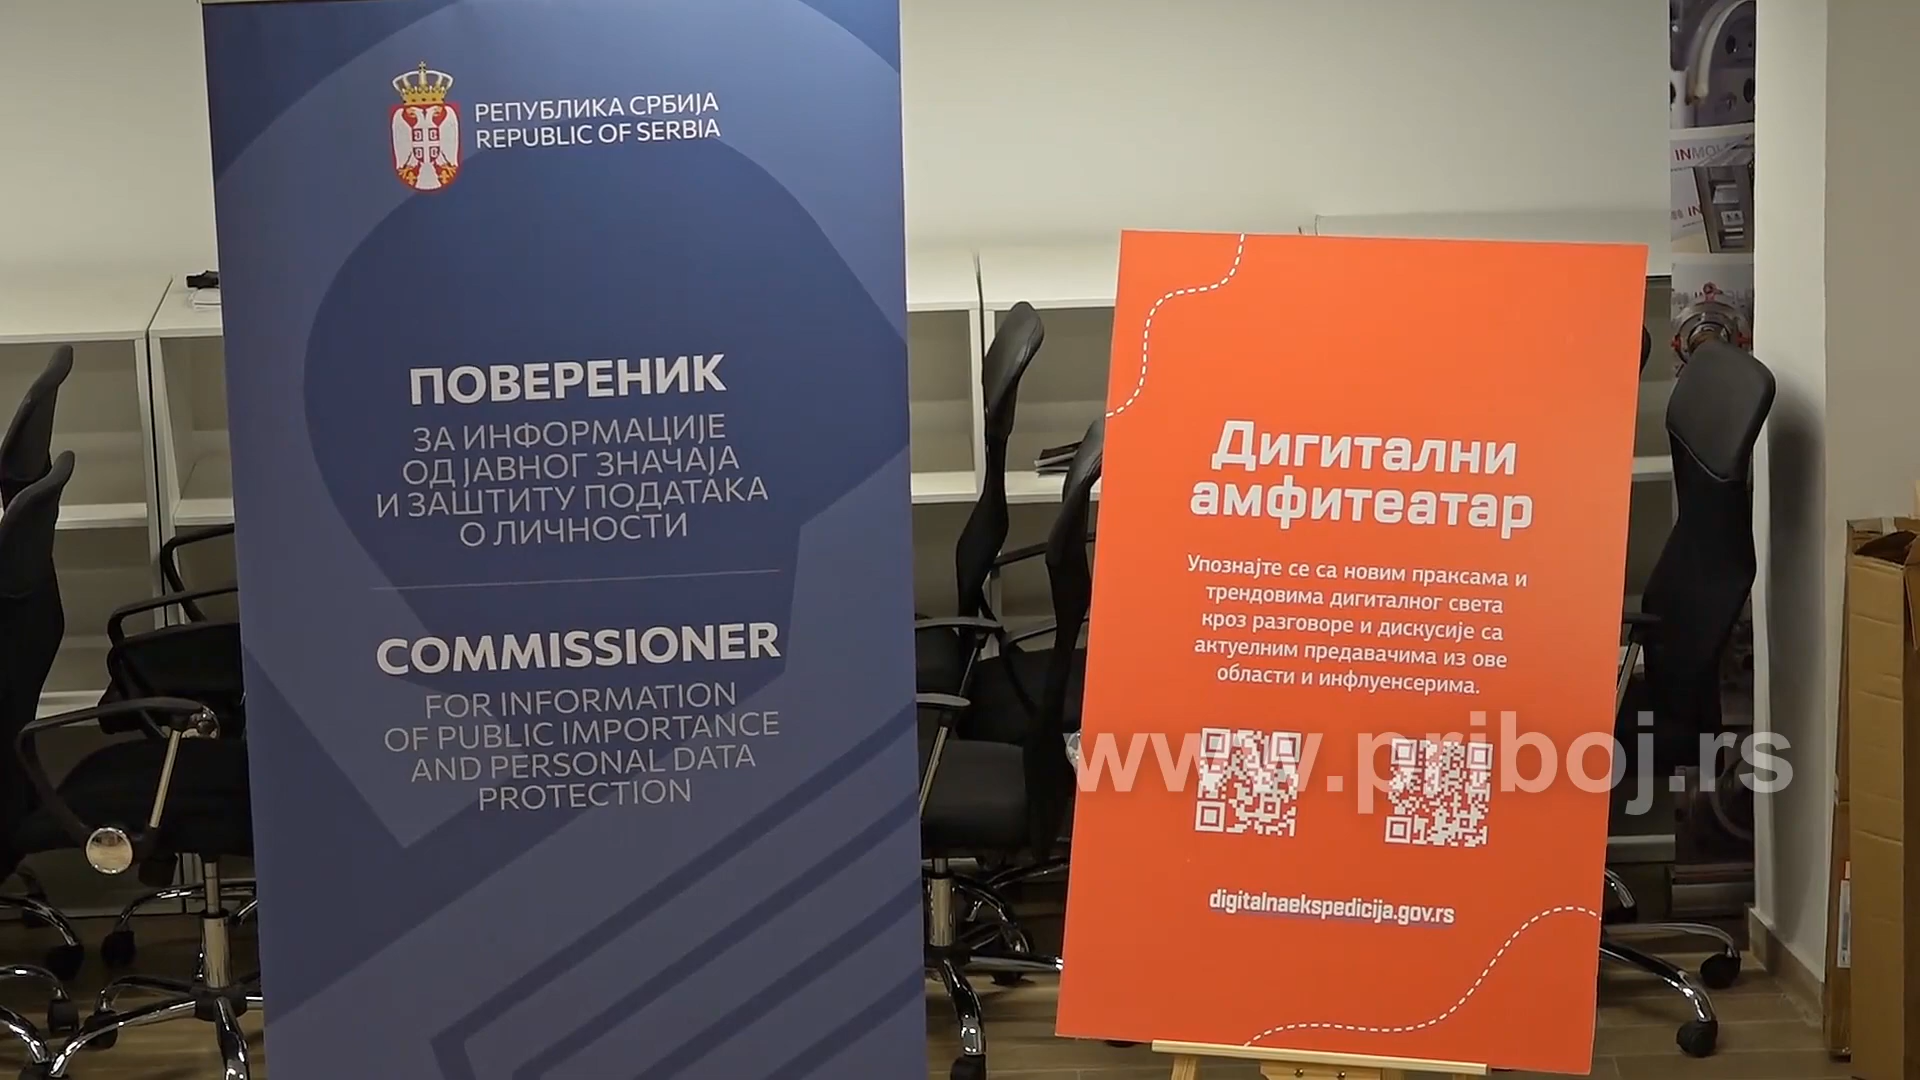 РЕПУБЛИКА СРБИЈА
REPUBLIC OF SERBIA
ПОВЕРЕНИК
ЗА ИНФОРМАЦИЈЕ
ОД ЈАВНОГ ЗНАЧАЈА
И ЗАШТИТУ ПОДАТАКА
О ЛИЧНОСТИ
COMMISSIONER
FOR INFORMATION
OF PUBLIC IMPORTANCE
AND PERSONAL DATA
PROTECTION
Дигитални
амфитеатар
Упознајте се са новим праксама и
трендовима дигиталног света
кроз разговоре и дискусије са
актуелним предавачима из ове
области и инфлуенсерима.
www.priboj.rs
digitalnaekspedicija.gov.rs